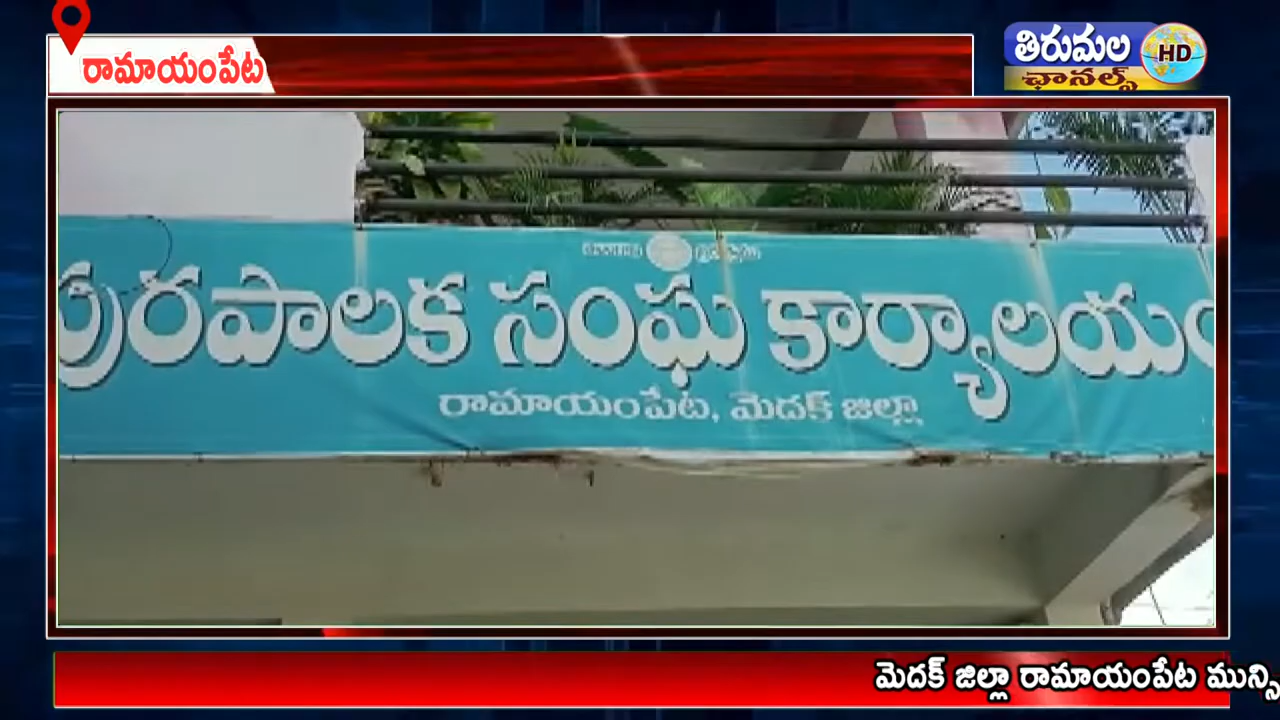 రామాయంపేట
తిరుమల
HD
ఛానల్స్
పురపాలక సంఘ కార్యాలయం
రామాయంపేట, మెదక్ జిల్లా
మెదక్ జిల్లా రామాయంపేట మున్సి